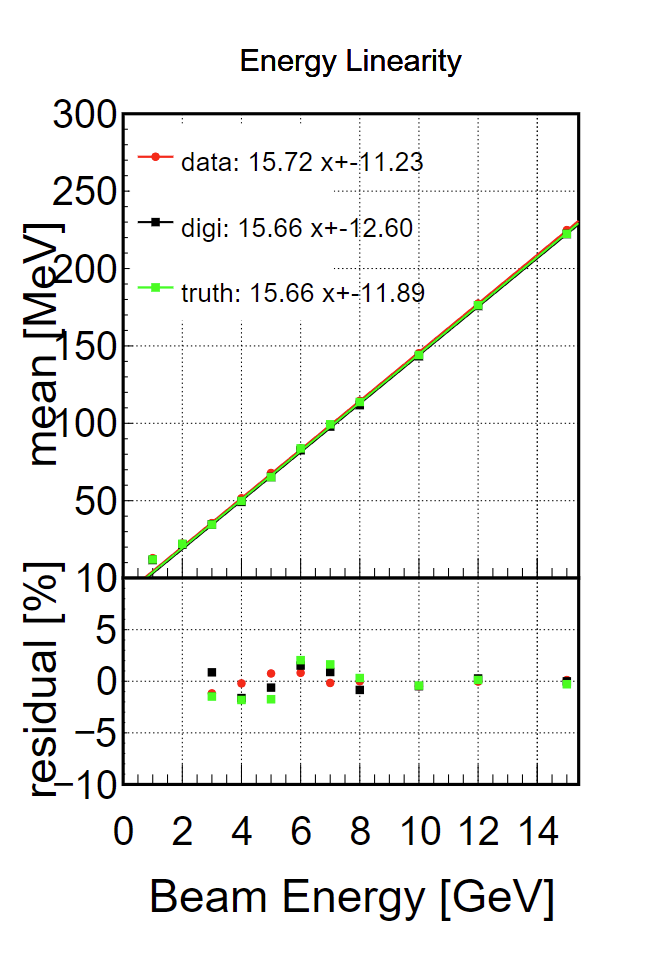 Energy Linearity
300
250
200
150
100
50
10
5
0
−5
−10
mean [MeV]
residual [%]
data: 15.72 x+-11.23
digi: 15.66 x+-12.60
truth: 15.66 x+-11.89
0 2 4 6 8 10 12 14
Beam Energy [GeV]